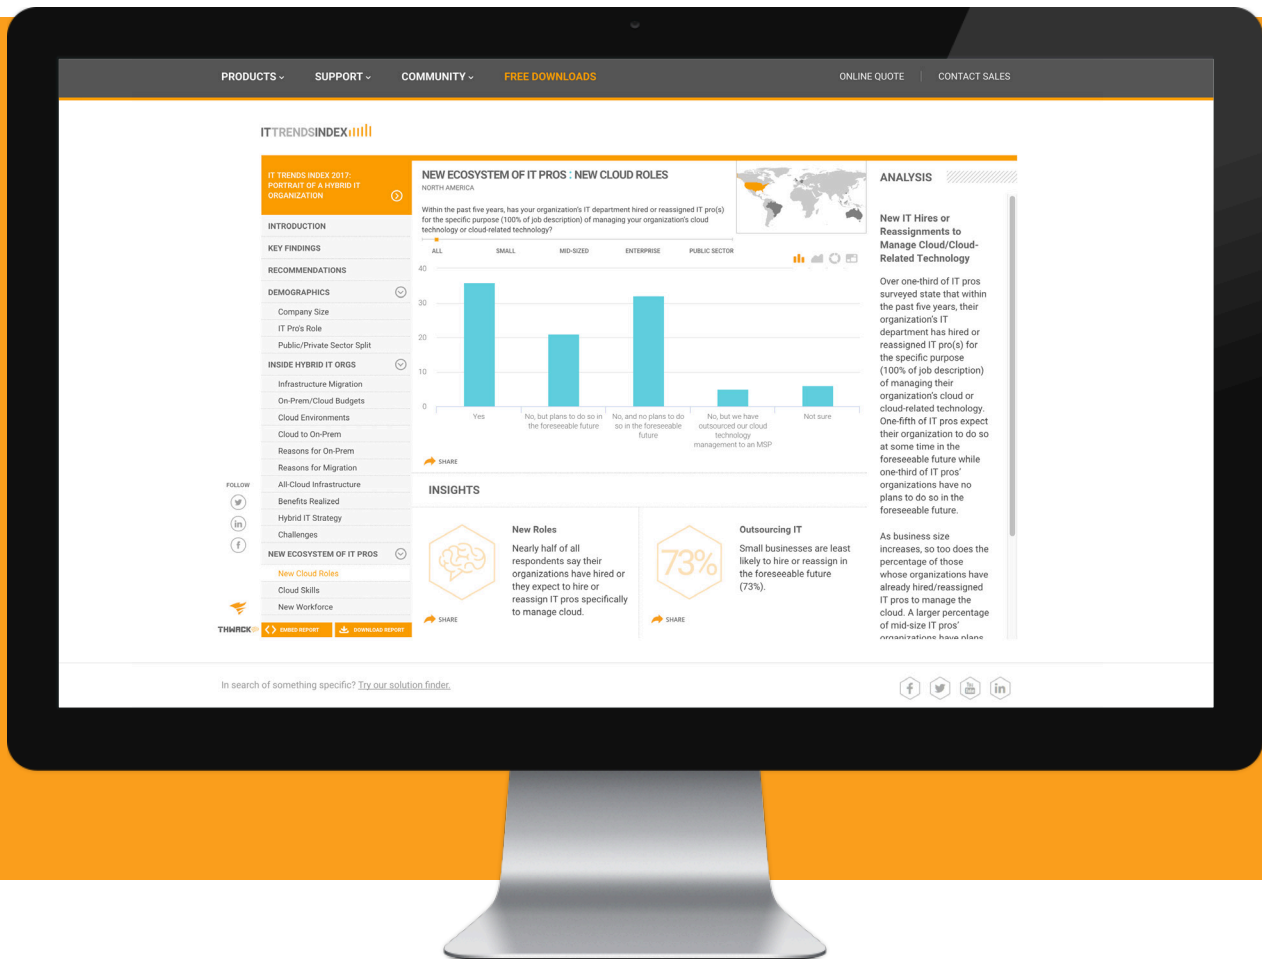 PRODUCTS SUPPORT COMMUNITY FREE DOWNLOADS ONLINE QUOTE CONTACT SALES
ITTRENDSINDEX
IT TRENDS INDEX 2017:
PORTRAIT OF A HYBRID IT
ORGANIZATION
INTRODUCTION
KEY FINDINGS
RECOMMENDATIONS
DEMOGRAPHICS
Company Size
IT Pro's Role
Public/Private Sector Split
INSIDE HYBRID IT ORGS
Infrastructure Migration
On-Prem/Cloud Budgets
Cloud Environments
Cloud to On-Prem
Reasons for On-Prem
Reasons for Migration
All-Cloud Infrastructure
Benefits Realized
Hybrid IT Strategy
Challenges
NEW ECOSYSTEM OF IT PROS
New Cloud Roles
Cloud Skills
New Workforce
EMBED REPORT DOWNLOAD REPORT
FOLLOW
THWACK
NEW ECOSYSTEM OF IT PROS : NEW CLOUD ROLES
NORTH AMERICA
Within the past five years, has your organization's IT department hired or reassigned IT pro(s)
for the specific purpose (100% of job description) of managing your organization's cloud
technology or cloud-related technology?
ALL SMALL MID-SIZED ENTERPRISE PUBLIC SECTOR
40
30
20
10
0
Yes
No, but plans to do so in
the foreseeable future
No, and no plans to do
so in the foreseeable
future
No, but we have
outsourced our cloud
technology
management to an MSP
Not sure
SHARE
INSIGHTS
New Roles
Nearly half of all
respondents say their
organizations have hired or
they expect to hire or
reassign IT pros specifically
to manage cloud.
SHARE
73%
Outsourcing IT
Small businesses are least
likely to hire or reassign in
the foreseeable future
(73%).
SHARE
ANALYSIS
New IT Hires or
Reassignments to
Manage Cloud/Cloud-
Related Technology
Over one-third of IT pros
surveyed state that within
the past five years, their
organization's IT
department has hired or
reassigned IT pro(s) for
the specific purpose
(100% of job description)
of managing their
organization's cloud or
cloud-related technology.
One-fifth of IT pros expect
their organization to do so
at some time in the
foreseeable future while
one-third of IT pros'
organizations have no
plans to do so in the
foreseeable future.
As business size
increases, so too does the
percentage of those
whose organizations have
already hired/reassigned
IT pros to manage the
cloud. A larger percentage
of mid-size IT pros'
organizations have plans
In search of something specific? Try our solution finder.